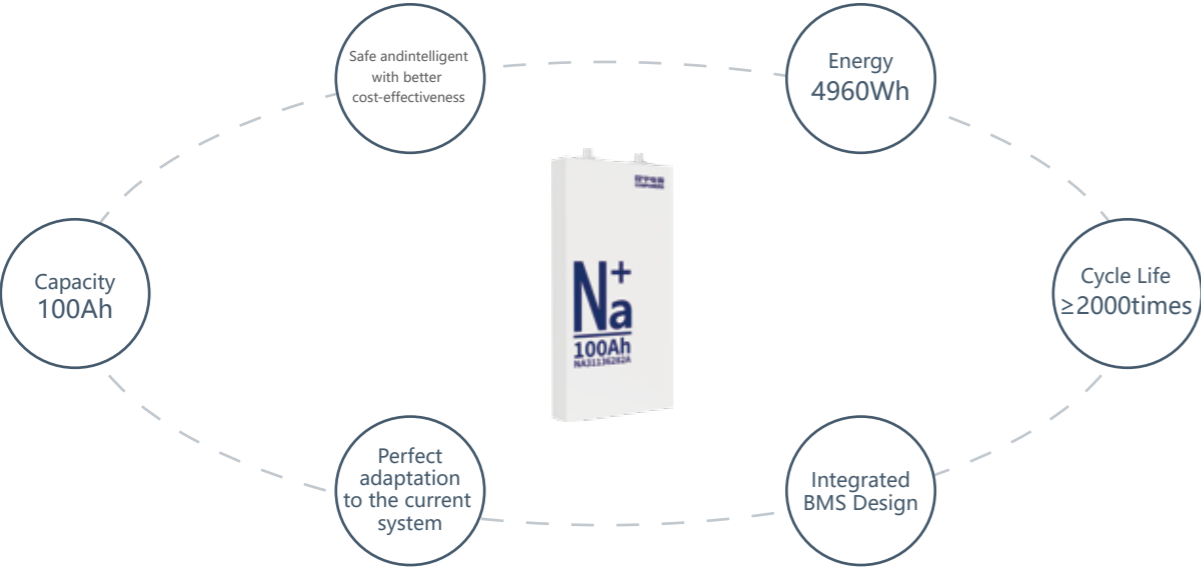 Safe andintelligent
with better
cost-effectiveness
Energy
4960Wh
Capacity
100Ah
Cycle Life
≥2000times
N+
a
100Ah
NA31136282A
Perfect
adaptation
to the current
system
Integrated
BMS Design